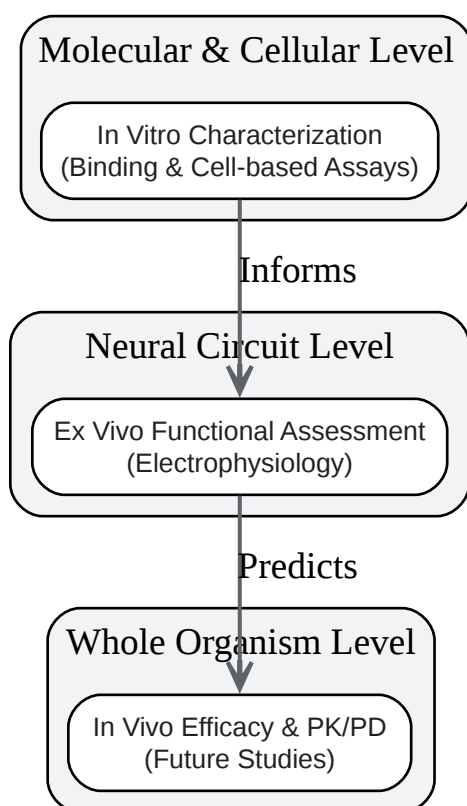 Molecular & Cellular Level
In Vitro Characterization
(Binding & Cell-based Assays)
Informs
Neural Circuit Level
Ex Vivo Functional Assessment
(Electrophysiology)
Predicts
Whole Organism Level
In Vivo Efficacy & PK/PD
(Future Studies)